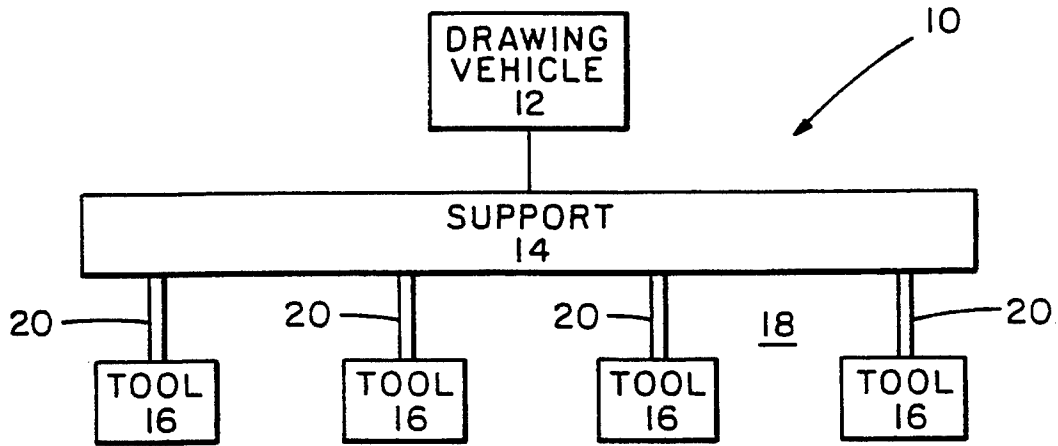 10
DRAWING
VEHICLE
12
SUPPORT
14
20 20 20 18 20
TOOL TOOL TOOL TOOL
16 16 16 16